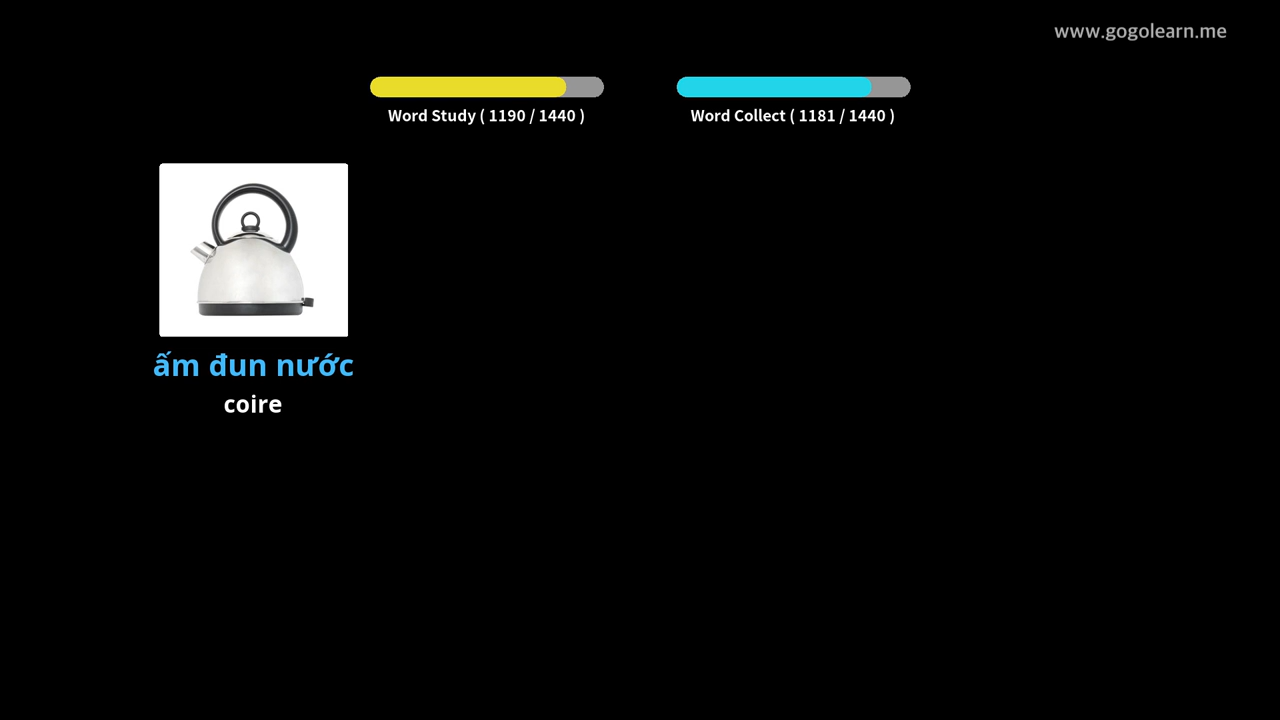 www.gogolearn.me
Word Study ( 1190 / 1440 )
Word Collect ( 1181 / 1440 )
ấm đun nước
coire